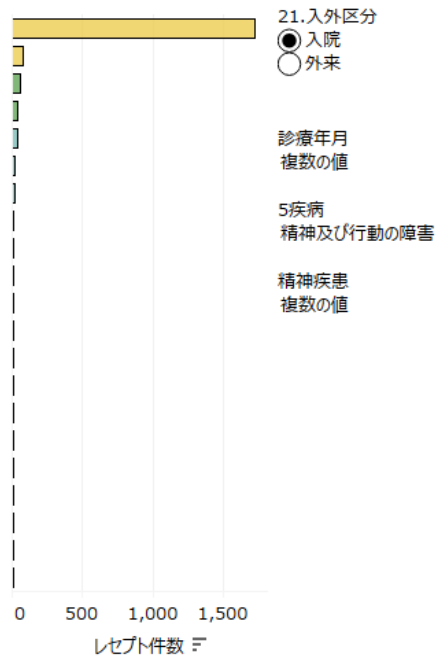 21.入外区分
入院
外来
診療年月
複数の値
5疾病
精神及び行動の障害
精神疾患
複数の値
0 500 1,000 1,500
レセプト件数